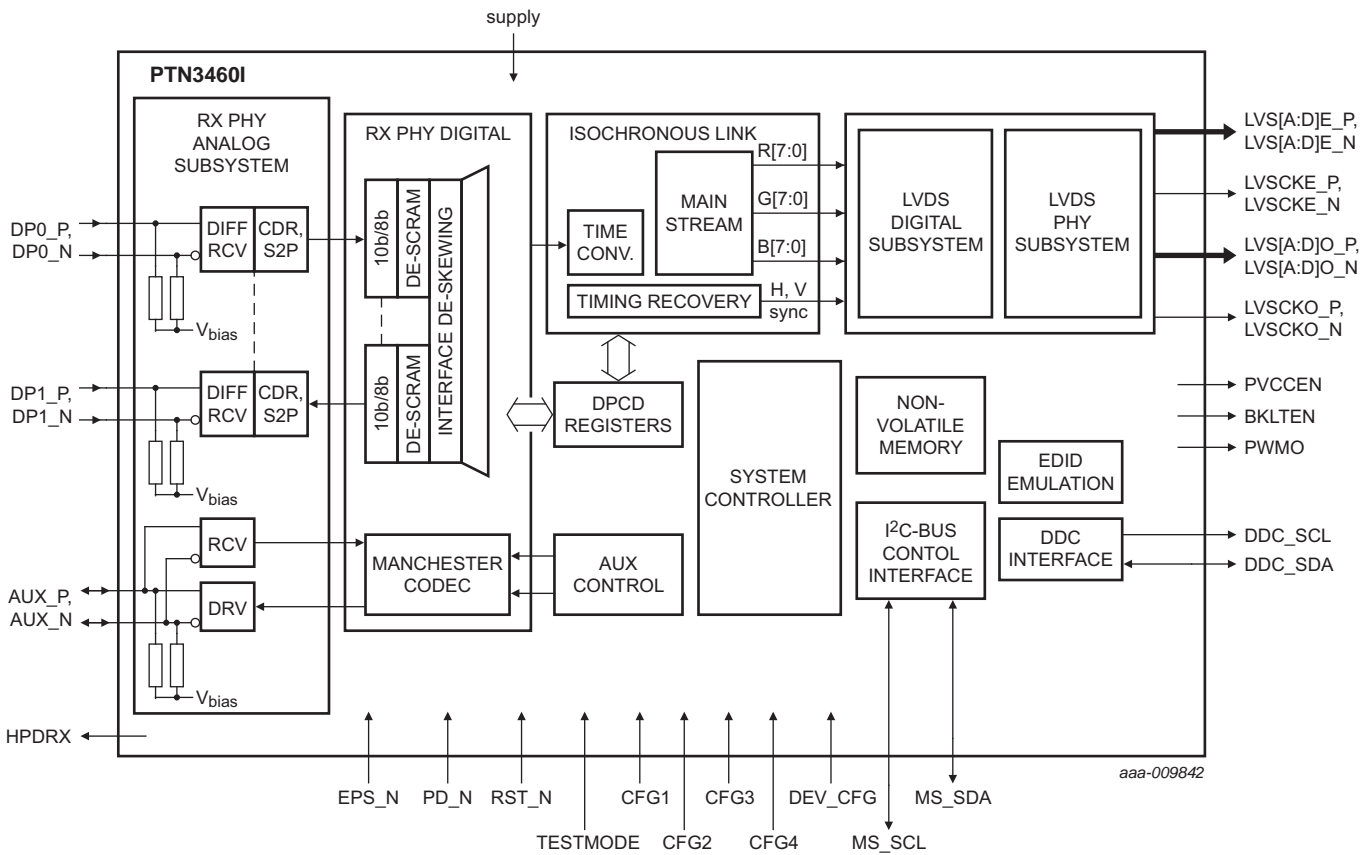 supply
PTN3460I
RX PHY
ANALOG
SUBSYSTEM
DP0_P,
DP0_N
DIFF
RCV
CDR,
S2P
Vbias
DP1_P,
DP1_N
DIFF
RCV
CDR,
S2P
Vbias
RCV
AUX_P,
AUX_N
DRV
Vbias
HPDRX
RX PHY DIGITAL
10b/8b
DE-SCRAM
INTERFACE DE-SKEWING
10b/8b
DE-SCRAM
MANCHESTER
CODEC
ISOCHRONOUS LINK
TIME
CONV.
MAIN
STREAM
R[7:0]
G[7:0]
B[7:0]
TIMING RECOVERY
H, V
sync
DPCD
REGISTERS
AUX
CONTROL
SYSTEM
CONTROLLER
LVDS
DIGITAL
SUBSYSTEM
LVDS
PHY
SUBSYSTEM
NON-
VOLATILE
MEMORY
EDID
EMULATION
I2C-BUS
CONTOL
INTERFACE
DDC
INTERFACE
LVS[A:D]E_P,
LVS[A:D]E_N
LVSCKE_P,
LVSCKE_N
LVS[A:D]O_P,
LVS[A:D]O_N
LVSCKO_P,
LVSCKO_N
PVCCEN
BKLTEN
PWMO
DDC_SCL
DDC_SDA
EPS_N
PD_N
RST_N
TESTMODE
CFG1
CFG2
CFG3
CFG4
DEV_CFG
MS_SCL
MS_SDA
aaa-009842